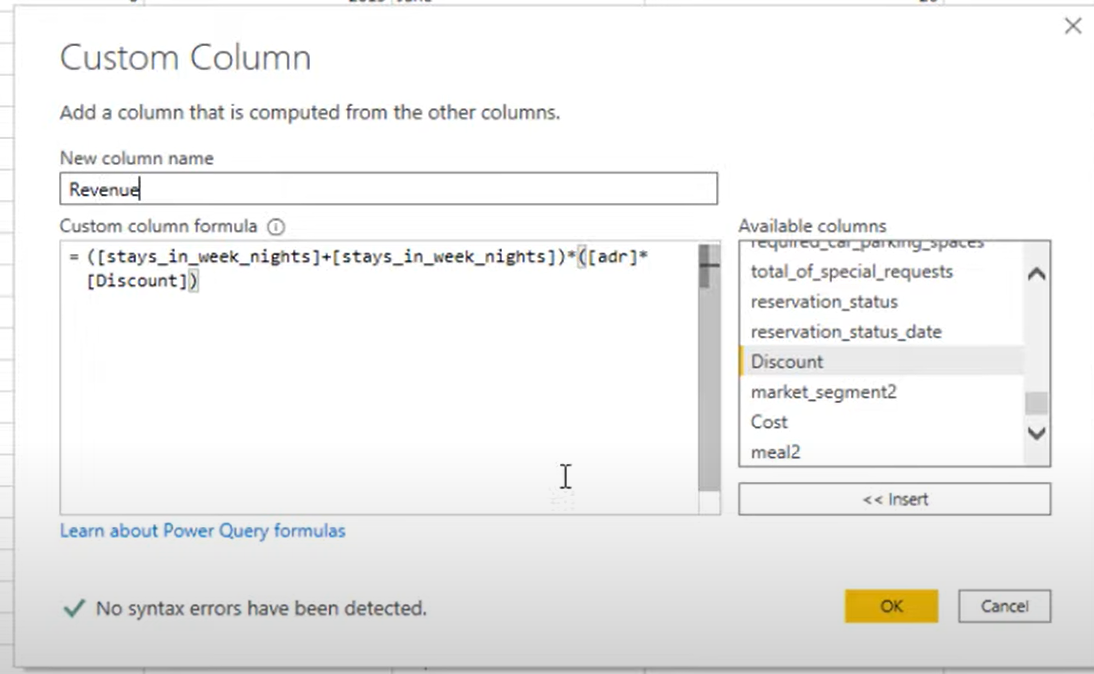 Custom Column
Add a column that is computed from the other columns.
New column name
Revenue
Custom column formula
= ([stays_in_week_nights]+[stays_in_week_nights])*([adr]*
[Discount])
Available columns
required_car_parking_spaces
total_of_special_requests
reservation_status
reservation_status_date
Discount
market_segment2
Cost
meal2
<< Insert
Learn about Power Query formulas
No syntax errors have been detected.
OK
Cancel